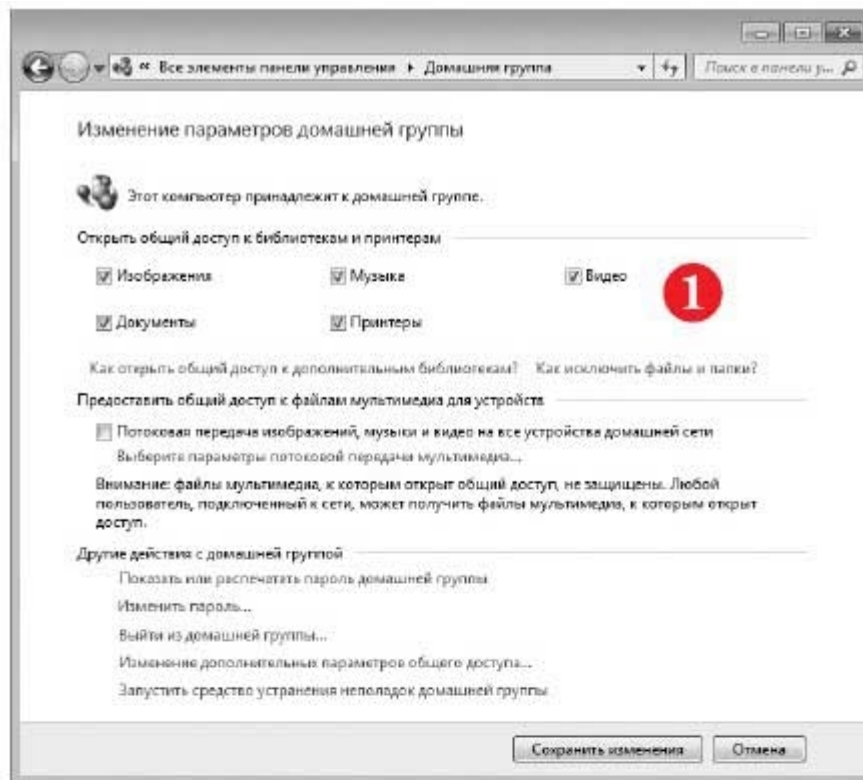 « Все элементы панели управления ▸ Домашняя группа Поиск в панели у...
Изменение параметров домашней группы
Этот компьютер принадлежит к домашней группе.
Открыть общий доступ к библиотекам и принтерам
Изображения Музыка Видео
1
Документы Принтеры
Как открыть общий доступ к дополнительным библиотекам? Как исключить файлы и папки?
Предоставить общий доступ к файлам мультимедиа для устройств
Потоковая передача изображений, музыки и видео на все устройства домашней сети
Выберите параметры потоковой передачи мультимедиа...
Внимание: файлы мультимедиа, к которым открыт общий доступ, не защищены. Любой
пользователь, подключенный к сети, может получить файлы мультимедиа, к которым открыт
доступ.
Другие действия с домашней группой
Показать или распечатать пароль домашней группы
Изменить пароль...
Выйти из домашней группы...
Изменение дополнительных параметров общего доступа...
Запустить средство устранения неполадок домашней группы
Сохранить изменения Отмена